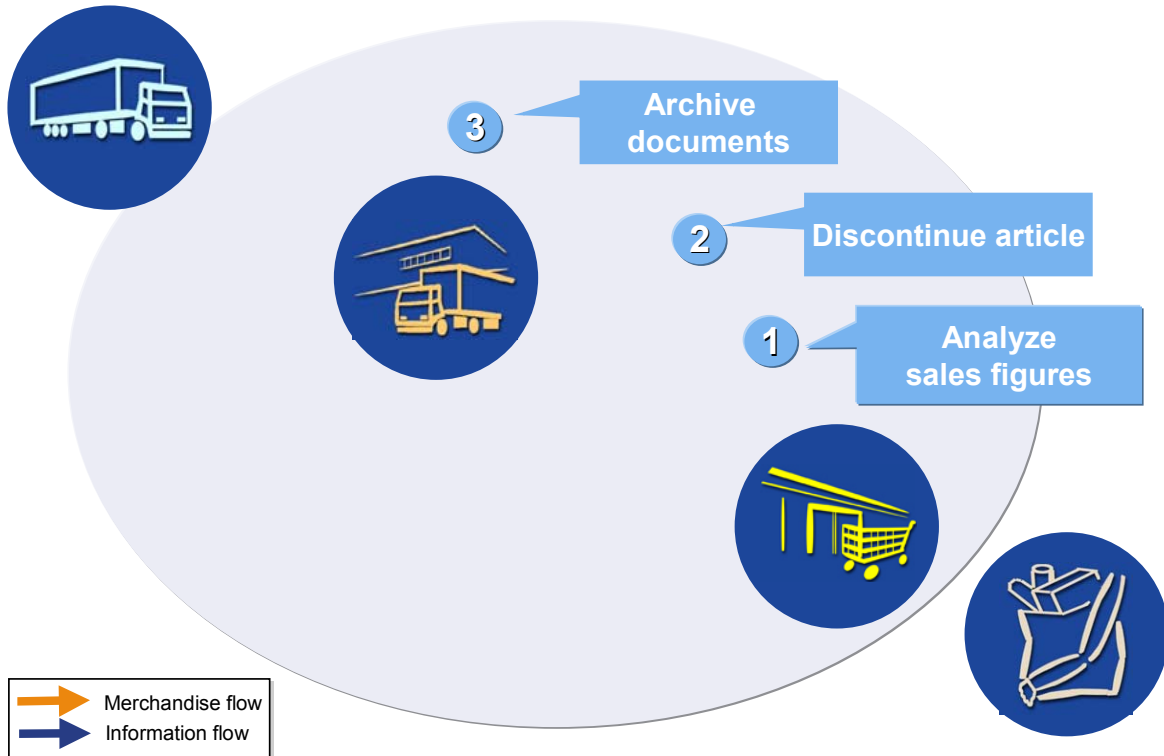 3
Archive
documents
2
Discontinue article
1
Analyze
sales figures
Merchandise flow
Information flow